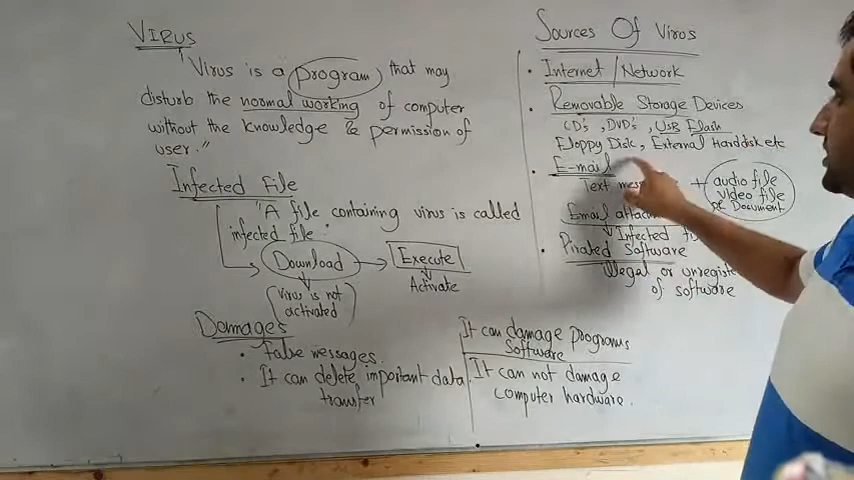 VIRUS
"Virus is a program that may
disturb the normal working of computer
without the knowledge & permission of
user."
Infected File
"A file containing virus is called
infected file.
Download → Execute
Virus is not
activated
Activate
Damages
• False messages.
• It can delete important data
transfer
It can damage programs
Software
It can not damage
computer hardware.
Sources Of Virus
• Internet / Network
• Removable Storage Devices
CD's, DVD's, USB Flash
Floppy Disk, External Harddisk etc
• E-mail
Text + audio file
video file
Document
Email
Infected
• Pirated Software
Illegal or
of software